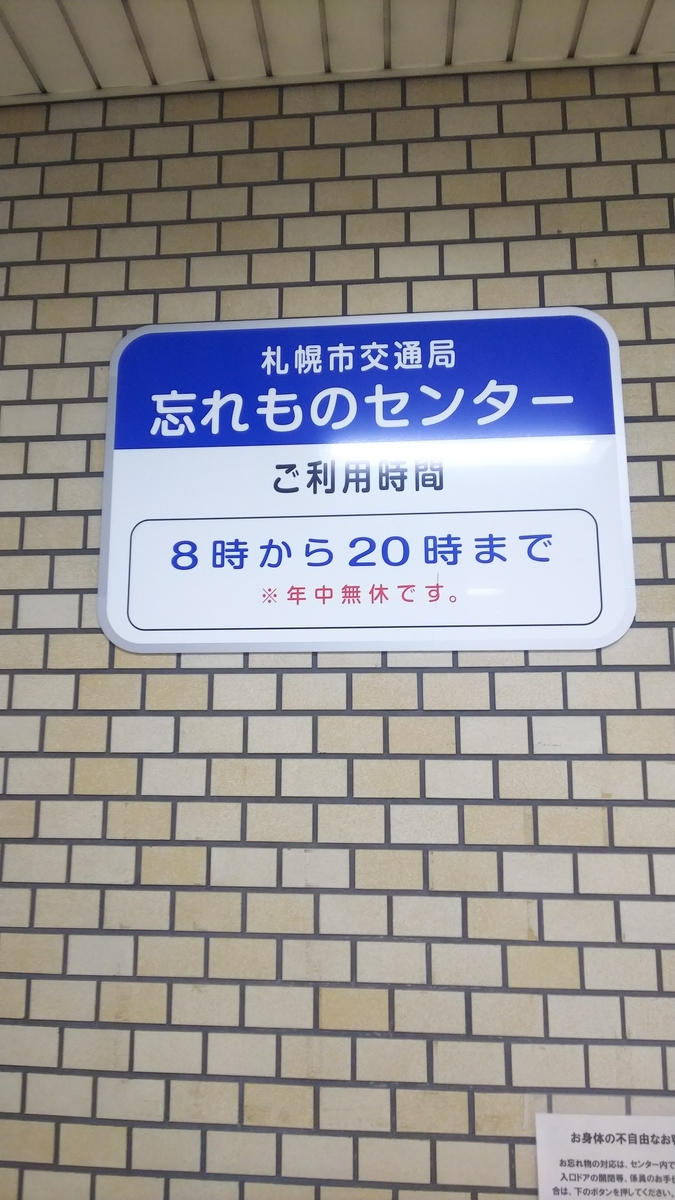 札幌市交通局
忘れものセンター
ご利用時間
8時から20時まで
※年中無休です。
お身体の不自由なお
お忘れ物の対応は、センター内で
入口ドアの開閉等、係員のお手
合は、下のボタンを押してください。